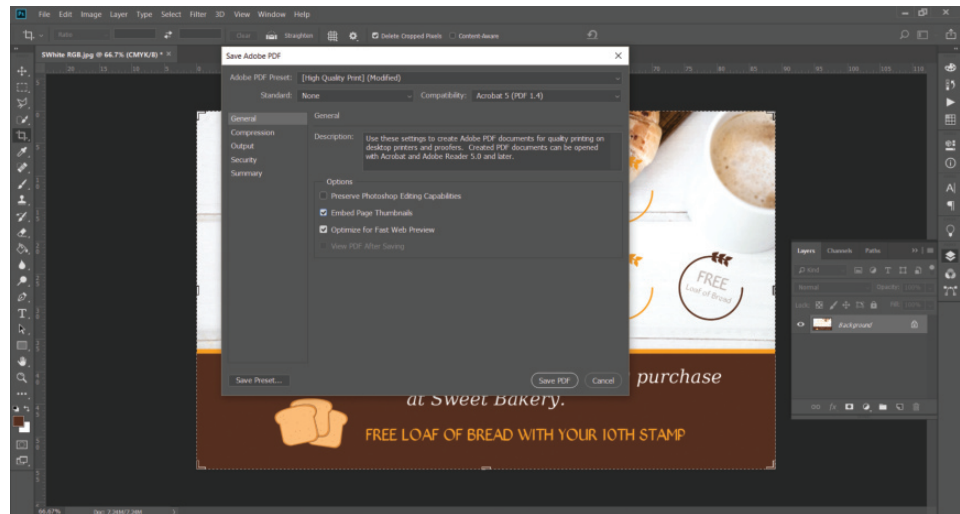 File Edit Image Layer Type Select Filter 3D View Window Help
Ratio Clear Straighten Delete Cropped Pixels Content-Aware
SWhite RGB.jpg @ 66.7% (CMYK/8) * ×
Save Adobe PDF
Adobe PDF Preset: [High Quality Print] (Modified)
Standard: None Compatibility: Acrobat 5 (PDF 1.4)
General
Compression
Output
Security
Summary
General
Description: Use these settings to create Adobe PDF documents for quality printing on
desktop printers and proofers. Created PDF documents can be opened
with Acrobat and Adobe Reader 5.0 and later.
Options
Preserve Photoshop Editing Capabilities
Embed Page Thumbnails
Optimize for Fast Web Preview
View PDF After Saving
Save Preset...
Save PDF Cancel
FREE
Loaf of Bread
purchase
at Sweet Bakery.
FREE LOAF OF BREAD WITH YOUR 10TH STAMP
Layers Channels Paths
Kind
Normal Opacity:
Lock: Fill:
Background
66.67% Doc: